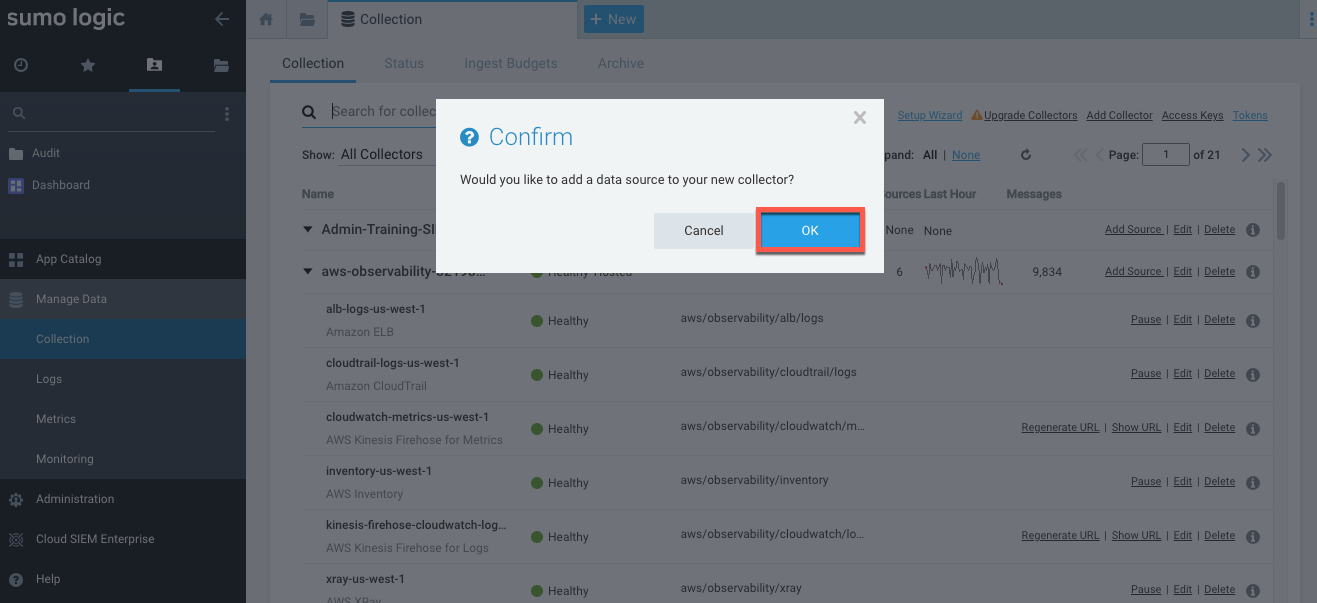 sumo logic
Collection
+ New
Collection Status Ingest Budgets Archive
Search for collec
Setup Wizard Upgrade Collectors Add Collector Access Keys Tokens
Audit
Dashboard
Show: All Collectors
pand: All | None
Page: 1 of 21
Confirm
Would you like to add a data source to your new collector?
Cancel OK
Name
ources Last Hour Messages
Admin-Training-SI
None None
Add Source | Edit | Delete
App Catalog
aws-observability-
Healthy Hosted
6 9,834 Add Source | Edit | Delete
Manage Data
Collection
Logs
Metrics
Monitoring
Administration
Cloud SIEM Enterprise
Help
alb-logs-us-west-1
Amazon ELB
Healthy aws/observability/alb/logs Pause | Edit | Delete
cloudtrail-logs-us-west-1
Amazon CloudTrail
Healthy aws/observability/cloudtrail/logs Pause | Edit | Delete
cloudwatch-metrics-us-west-1
AWS Kinesis Firehose for Metrics
Healthy aws/observability/cloudwatch/m... Regenerate URL | Show URL | Edit | Delete
inventory-us-west-1
AWS Inventory
Healthy aws/observability/inventory Pause | Edit | Delete
kinesis-firehose-cloudwatch-log...
AWS Kinesis Firehose for Logs
Healthy aws/observability/cloudwatch/lo... Regenerate URL | Show URL | Edit | Delete
xray-us-west-1
AWS XRay
Healthy aws/observability/xray Pause | Edit | Delete